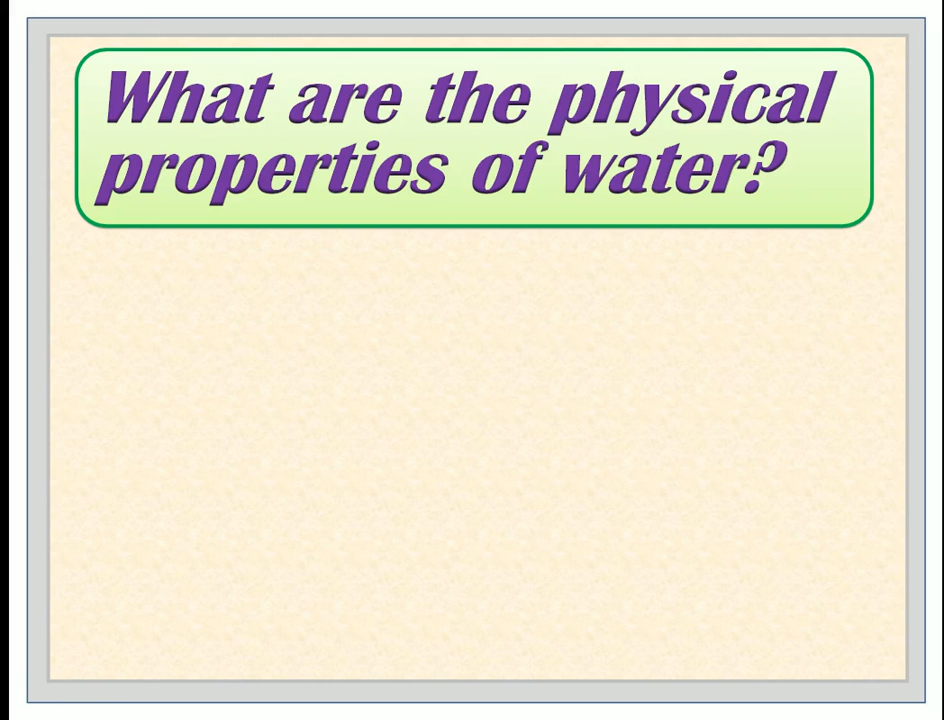 What are the physical
properties of water?